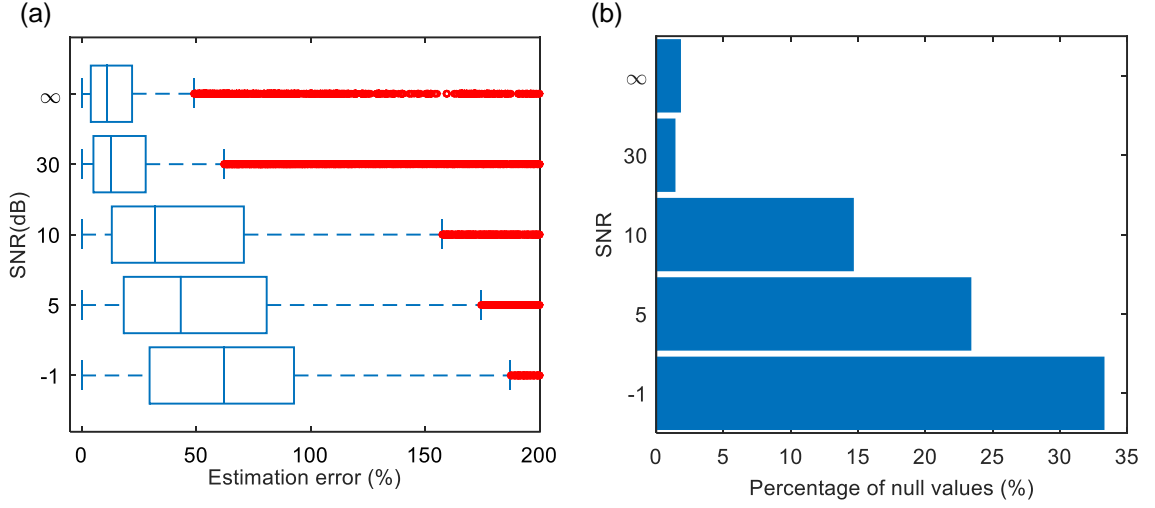 (a)
SNR(dB)
∞
30
10
5
-1
0 50 100 150 200
Estimation error (%)
(b)
SNR
∞
30
10
5
-1
0 5 10 15 20 25 30 35
Percentage of null values (%)